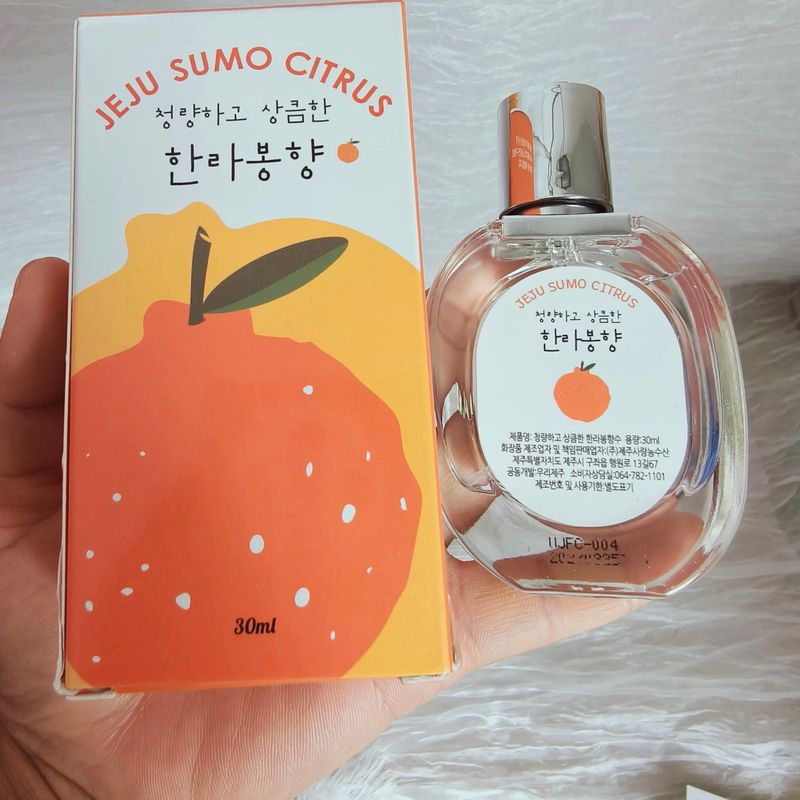 JEJU SUMO CITRUS
청량하고 상큼한
한라봉향
30ml
JEJU SUMO CITRUS
청량하고 상큼한
한라봉향
제품명: 청량하고 상큼한 한라봉향수 용량:30ml
화장품 제조업자 및 책임판매업자:(주)제주사랑농수산
제주특별자치도 제주시 구좌읍 행원로 13길67
공동개발:우리제주 소비자상담실:064-782-1101
제조번호 및 사용기한:별도표기
UJFC-004